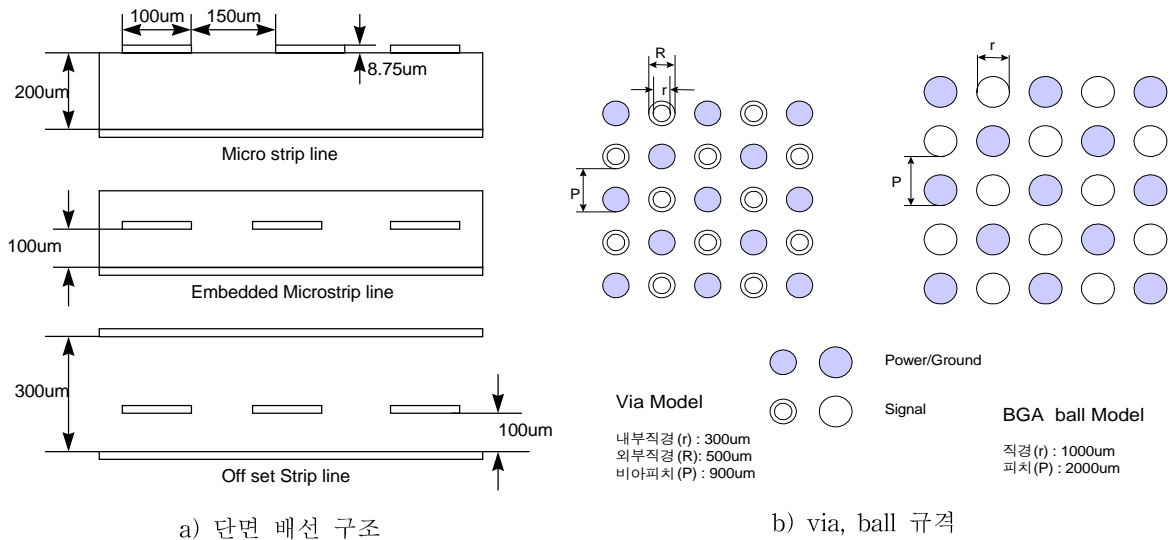 100um
150um
8.75um
200um
Micro strip line
100um
Embedded Microstrip line
300um
100um
Off set Strip line
a) 단면 배선 구조
R
r
P
r
P
Power/Ground
Signal
Via Model
내부직경(r) : 300um
외부직경(R): 500um
비아피치(P) : 900um
BGA ball Model
직경(r) : 1000um
피치(P) : 2000um
b) via, ball 규격